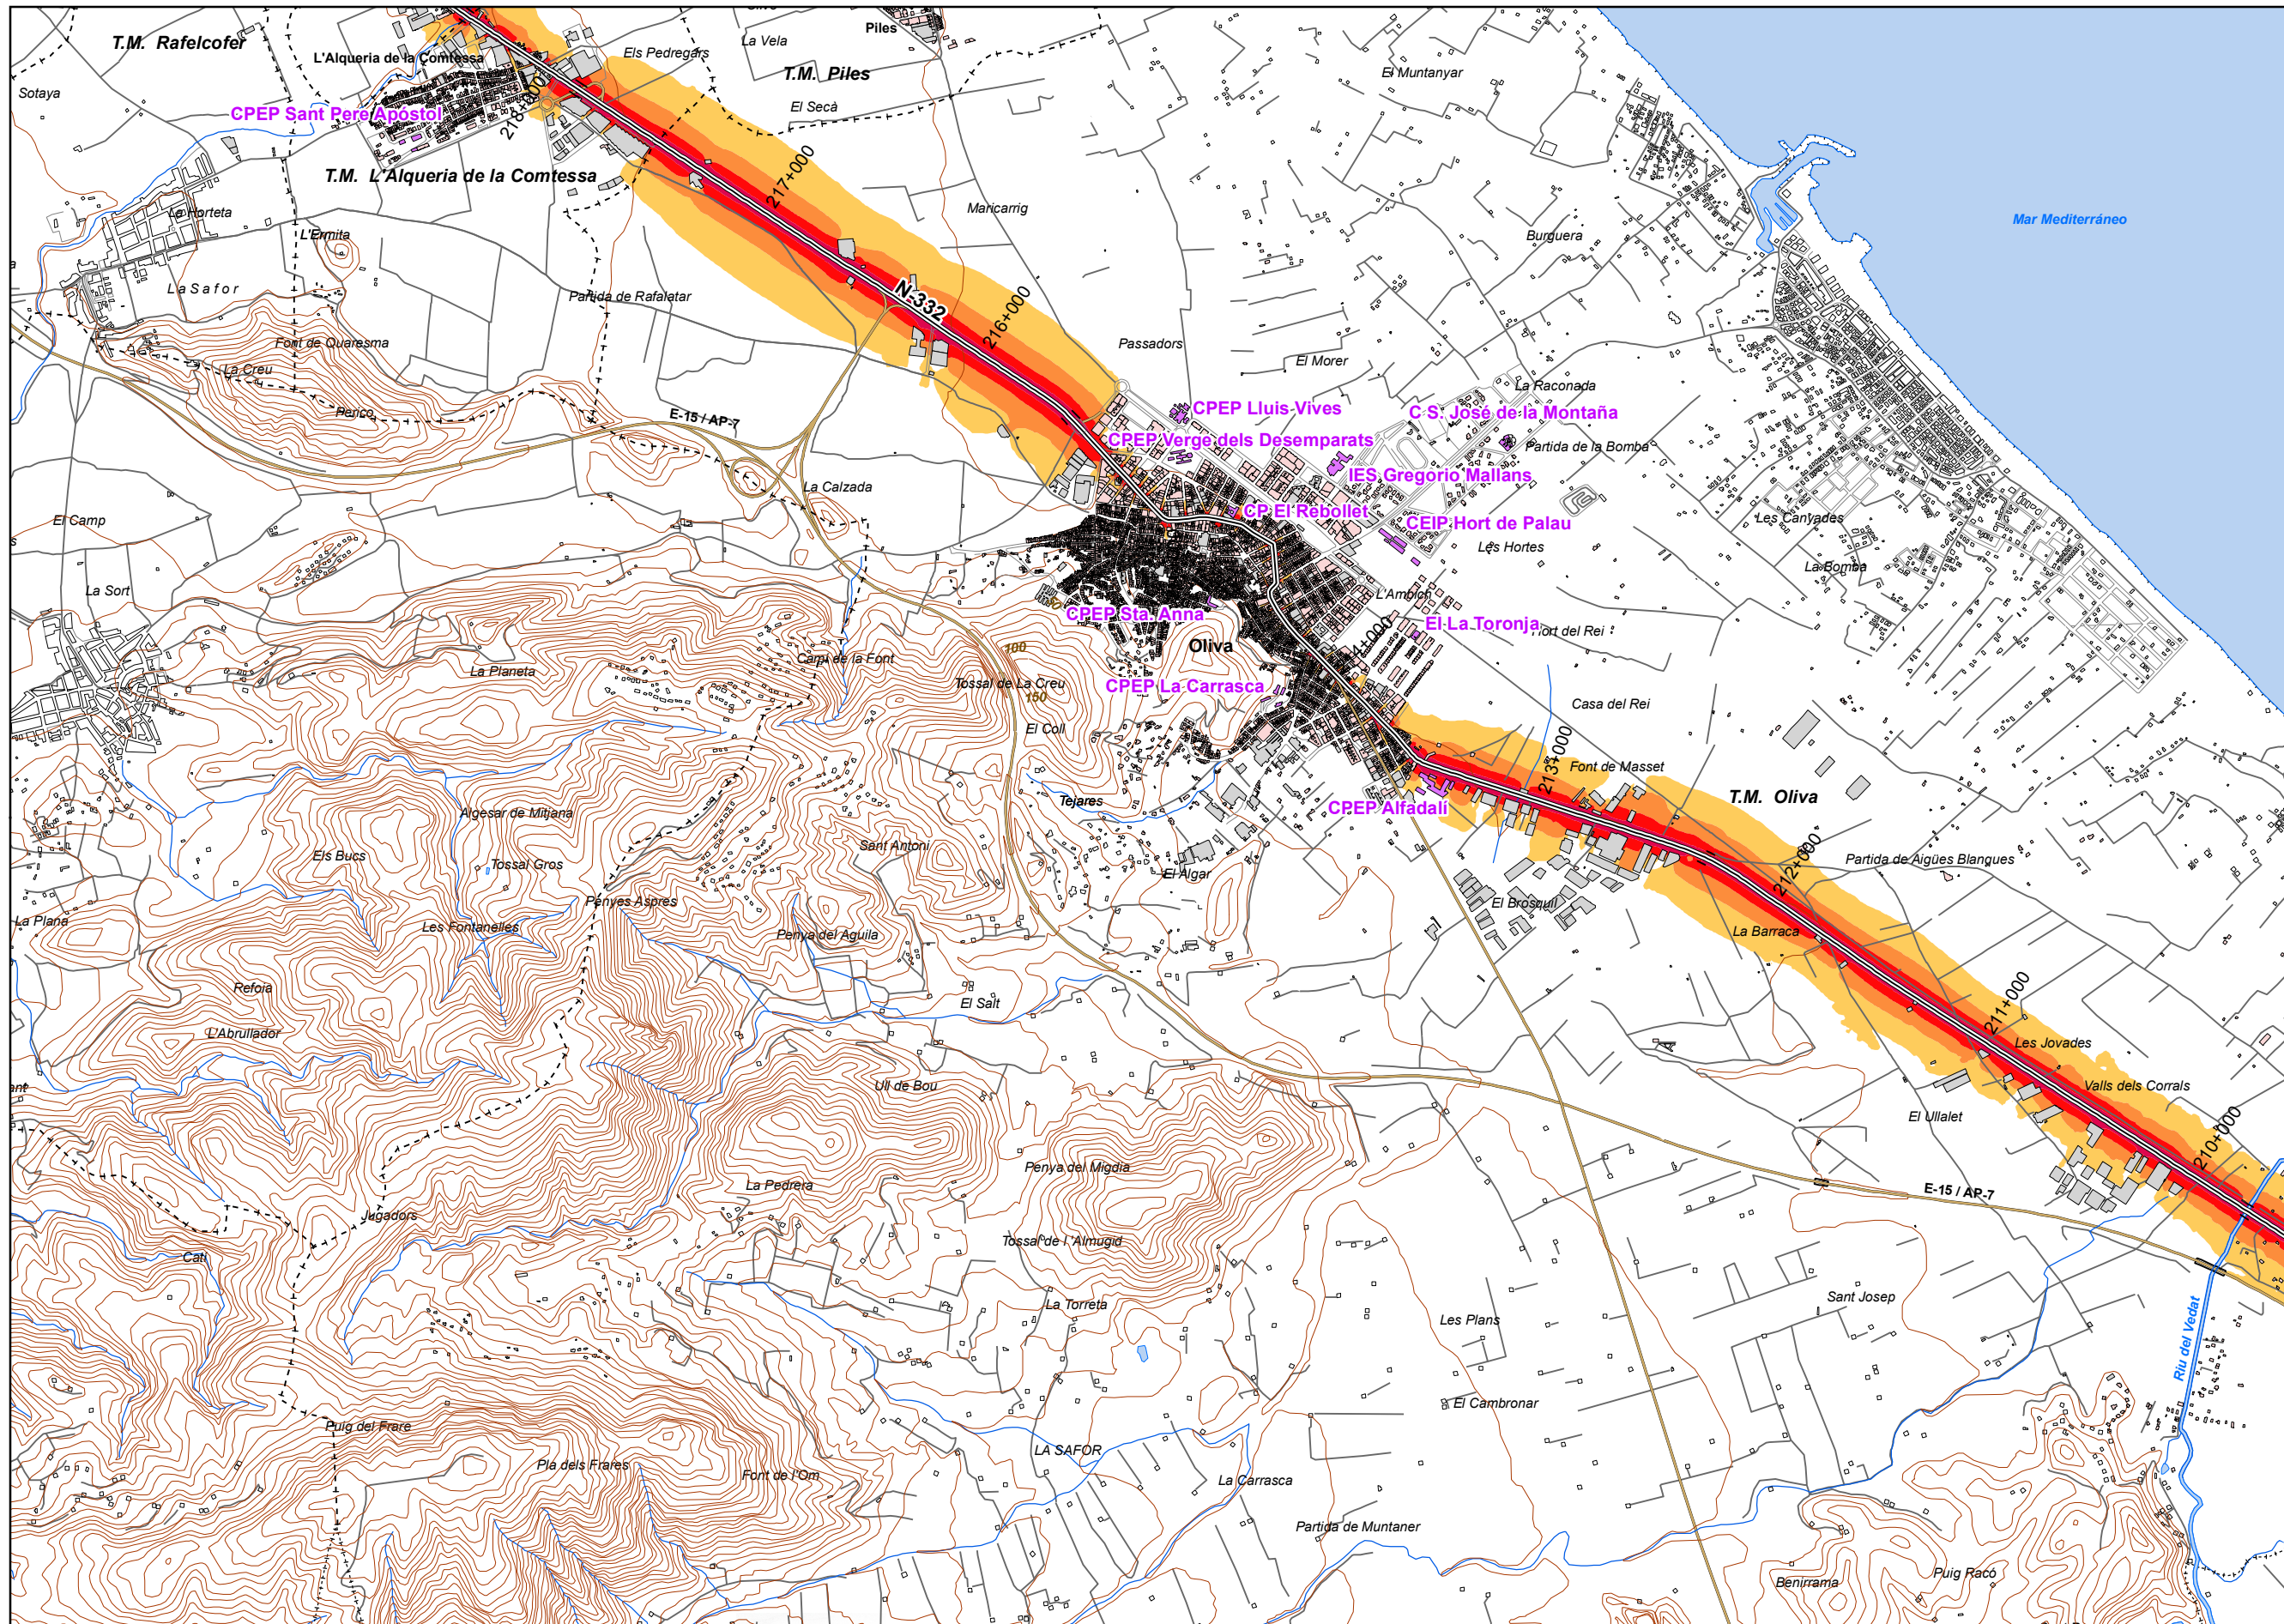 Piles
T.M. Rafelcofer
L'Alqueria de la Comtessa
Els Pedregars
La Vela
T.M. Piles
El Muntanyar
Sotaya
El Secà
CPEP Sant Pere Apóstol
218+000
T.M. L'Alqueria de la Comtessa
217+000
Maricarrig
La Horteta
L'Ermita
Burguera
Mar Mediterráneo
La Safor
Partida de Rafalatar
N-332
216+000
Font de Quaresma
Passadors
El Morer
La Creu
Perico
E-15 / AP-7
La Raconada
CPEP Lluis Vives
C S. José de la Montaña
CPEP Verge dels Desemparats
Partida de la Bomba
IES Gregorio Mallans
La Calzada
El Camp
CP El Rebollet
CEIP Hort de Palau
Les Canyades
Les Hortes
La Bomba
La Sort
L'Ambich
50
CPEP Sta. Anna
El La Toronja
Hort del Rei
100
Oliva
Camí de la Font
La Planeta
Tossal de La Creu
150
CPEP La Carrasca
Casa del Rei
El Coll
213+000
Font de Masset
T.M. Oliva
Tejares
CPEP Alfadalí
Algesar de Mitjana
Els Bucs
Tossal Gros
Sant Antoni
El Algar
212+000
Partida de Aigües Blangues
Penyes Aspres
El Brosquil
La Plana
Les Fontanelles
Penya del Aguila
La Barraca
Refoia
El Salt
211+000
L'Abrullador
Les Jovades
Ull de Bou
Valls dels Corrals
El Ullalet
210+000
Penya del Migdia
La Pedrera
E-15 / AP-7
Jugadors
Tossal de l'Almugid
Cati
La Torreta
Sant Josep
Les Plans
Riu del Vedat
El Cambronar
Puig del Frare
LA SAFOR
Pla dels Frares
Font de l'Om
La Carrasca
Partida de Muntaner
Puig Racó
Benirrama